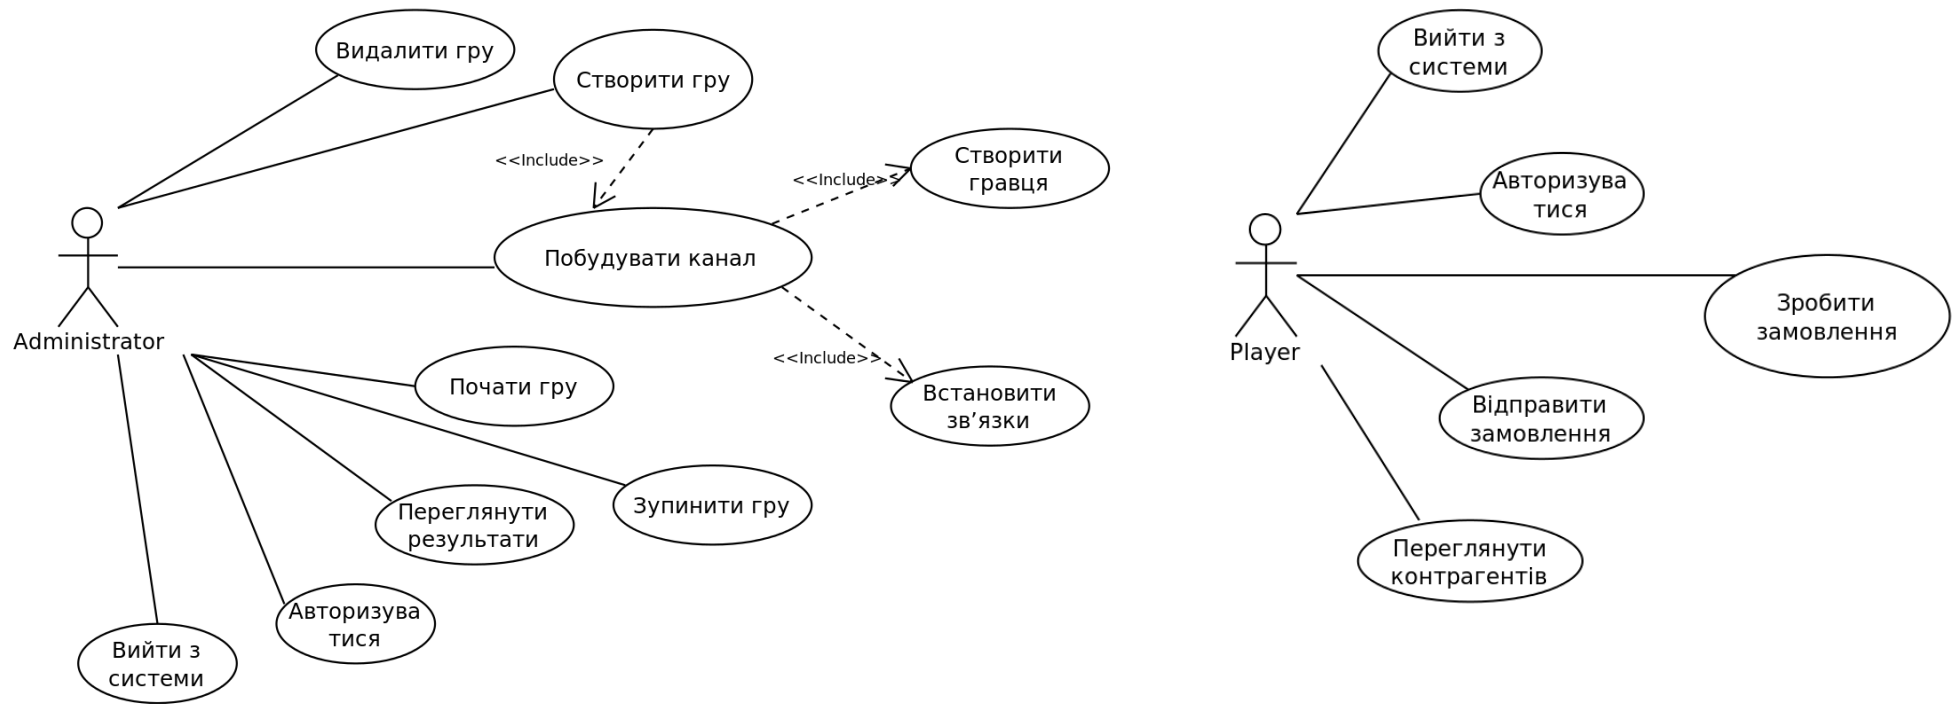 Видалити гру
Створити гру
<<Include>>
<<Include>>
Створити
гравця
Побудувати канал
Administrator
<<Include>>
Почати гру
Встановити
зв’язки
Зупинити гру
Переглянути
результати
Авторизува
тися
Вийти з
системи
Вийти з
системи
Авторизува
тися
Зробити
замовлення
Player
Відправити
замовлення
Переглянути
контрагентів